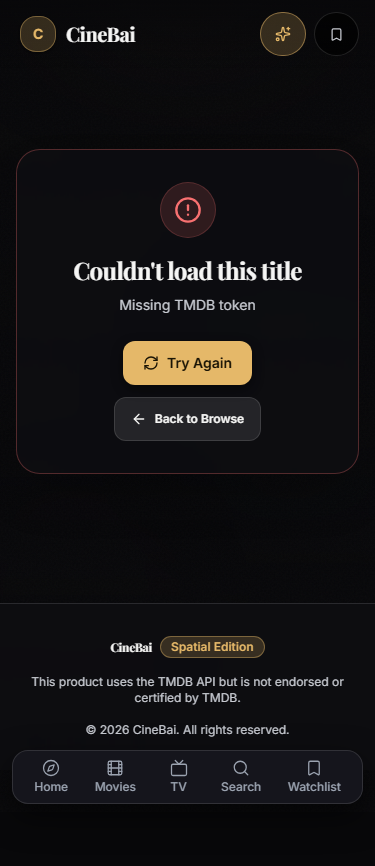 C
CineBai
Couldn't load this title
Missing TMDB token
Try Again
Back to Browse
CineBai
Spatial Edition
This product uses the TMDB API but is not endorsed or
certified by TMDB.
© 2026 CineBai. All rights reserved.
Home
Movies
TV
Search
Watchlist